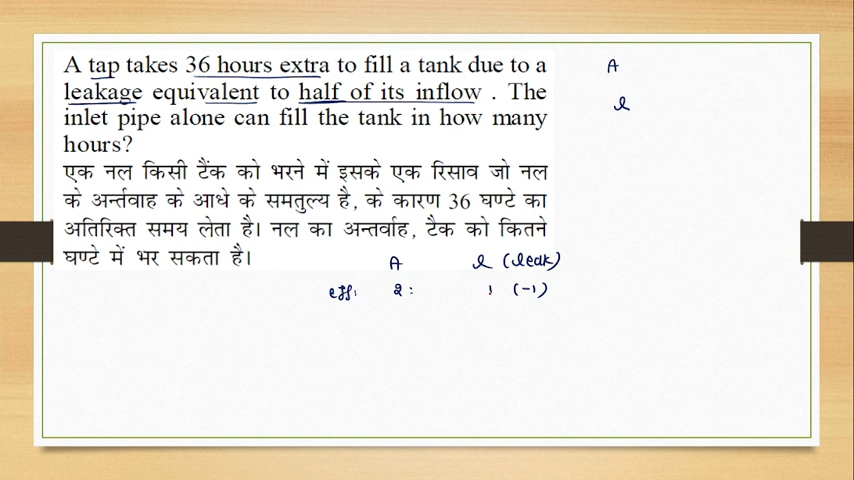 A tap takes 36 hours extra to fill a tank due to a
leakage equivalent to half of its inflow . The
inlet pipe alone can fill the tank in how many
hours?
एक नल किसी टैंक को भरने में इसके एक रिसाव जो नल
के अर्न्तवाह के आधे के समतुल्य है, के कारण 36 घण्टे का
अतिरिक्त समय लेता है। नल का अन्तर्वाह, टैक को कितने
घण्टे में भर सकता है।
A
l
A l (leak)
eff: 2 : 1 (-1)